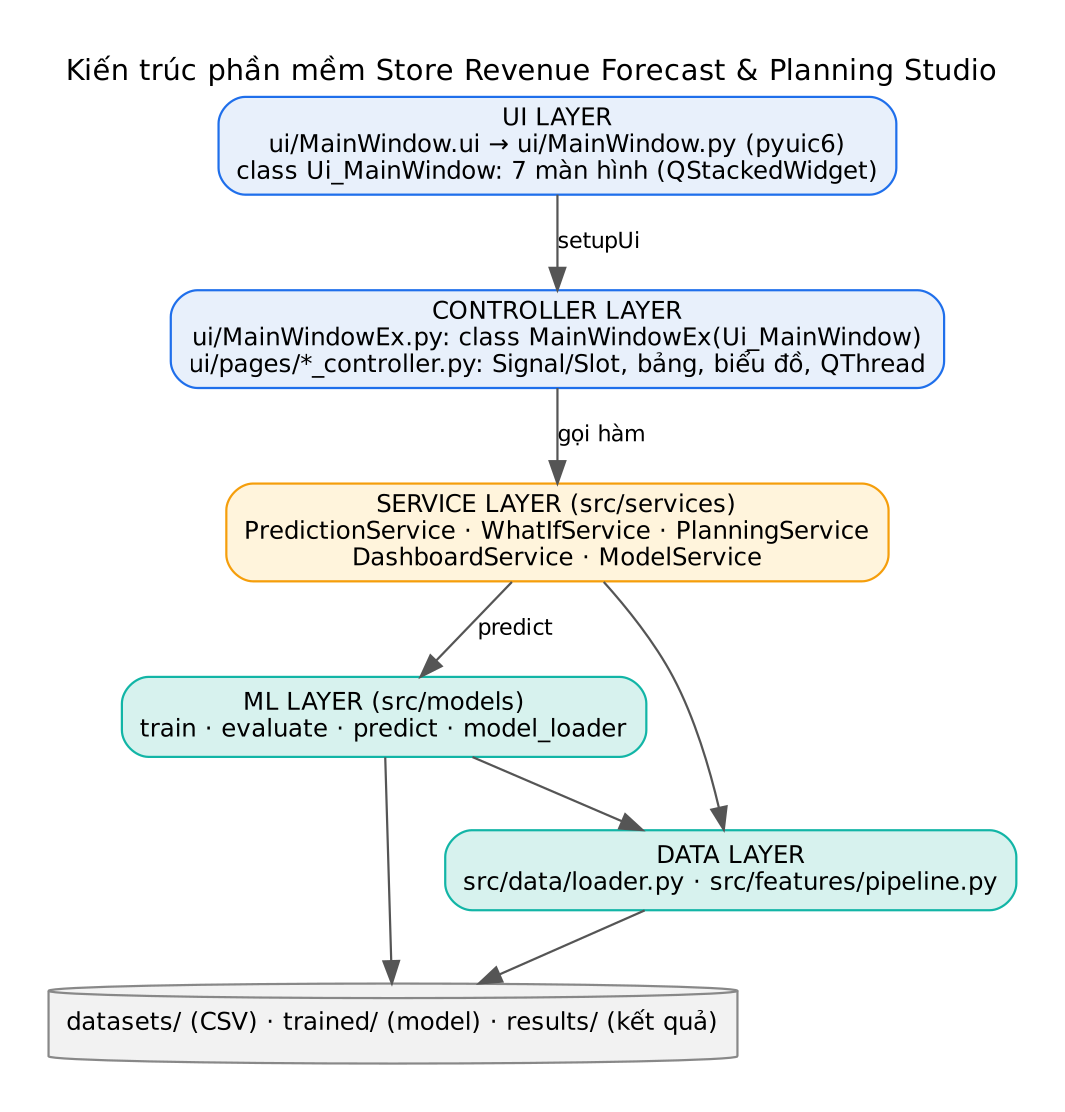 Kiến trúc phần mềm Store Revenue Forecast & Planning Studio
UI LAYER
ui/MainWindow.ui → ui/MainWindow.py (pyuic6)
class Ui_MainWindow: 7 màn hình (QStackedWidget)
setupUi
CONTROLLER LAYER
ui/MainWindowEx.py: class MainWindowEx(Ui_MainWindow)
ui/pages/*_controller.py: Signal/Slot, bảng, biểu đồ, QThread
gọi hàm
SERVICE LAYER (src/services)
PredictionService · WhatIfService · PlanningService
DashboardService · ModelService
predict
ML LAYER (src/models)
train · evaluate · predict · model_loader
DATA LAYER
src/data/loader.py · src/features/pipeline.py
datasets/ (CSV) · trained/ (model) · results/ (kết quả)